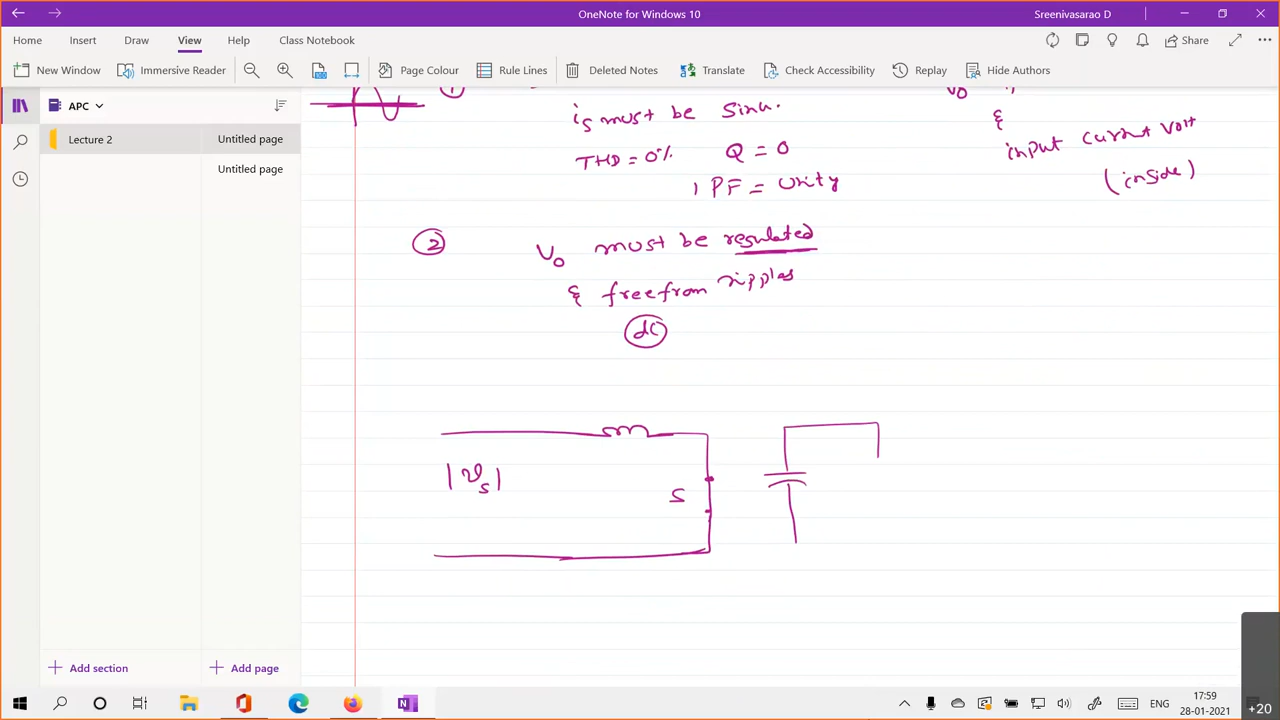 OneNote for Windows 10
Sreenivasarao D
Home Insert Draw View Help Class Notebook
Share
New Window Immersive Reader Page Colour Rule Lines Deleted Notes Translate Check Accessibility Replay Hide Authors
APC
Lecture 2
Untitled page
Untitled page
is must be Sinu.
THD = 0% Q = 0
PF = Unity
&
input current volt
(inside)
2 Vo must be regulated
& free from ripples
dc
|vs|
S
Add section
Add page
ENG
17:59
28-01-2021
+20